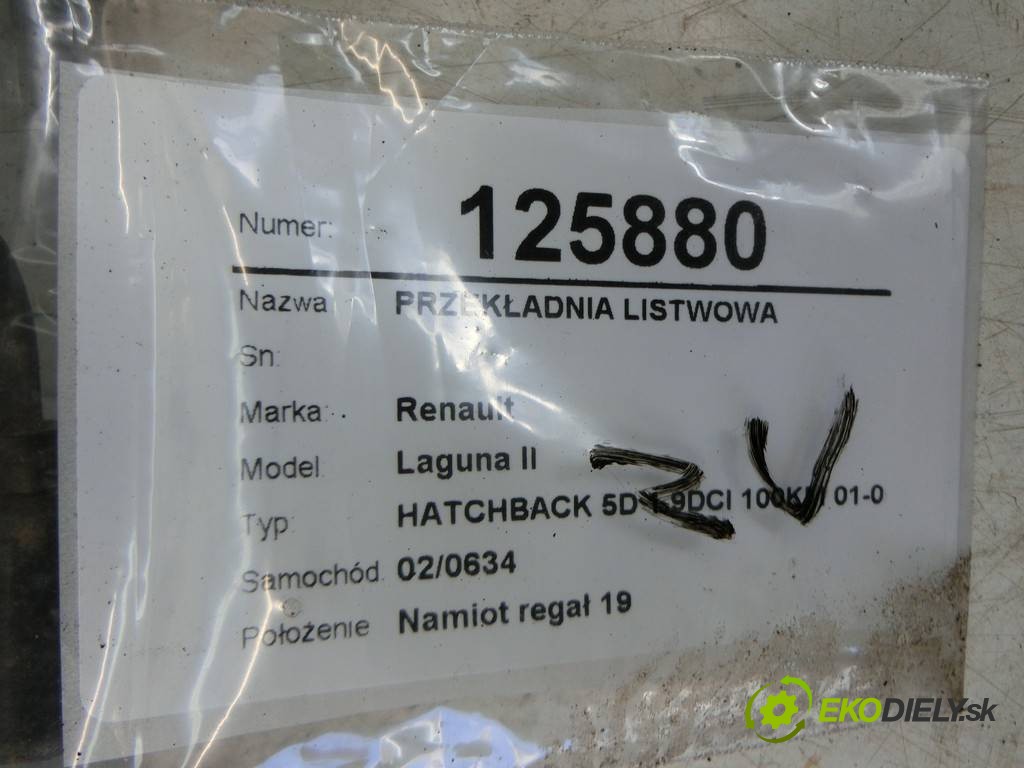 Numer: 125880
Nazwa PRZEKŁADNIA LISTWOWA
Sn:
Marka: Renault
Model: Laguna II
Typ: HATCHBACK 5D 1.9DCI 100KM 01-0
Samochód 02/0634
Położenie Namiot regał 19
EKODIELY.sk